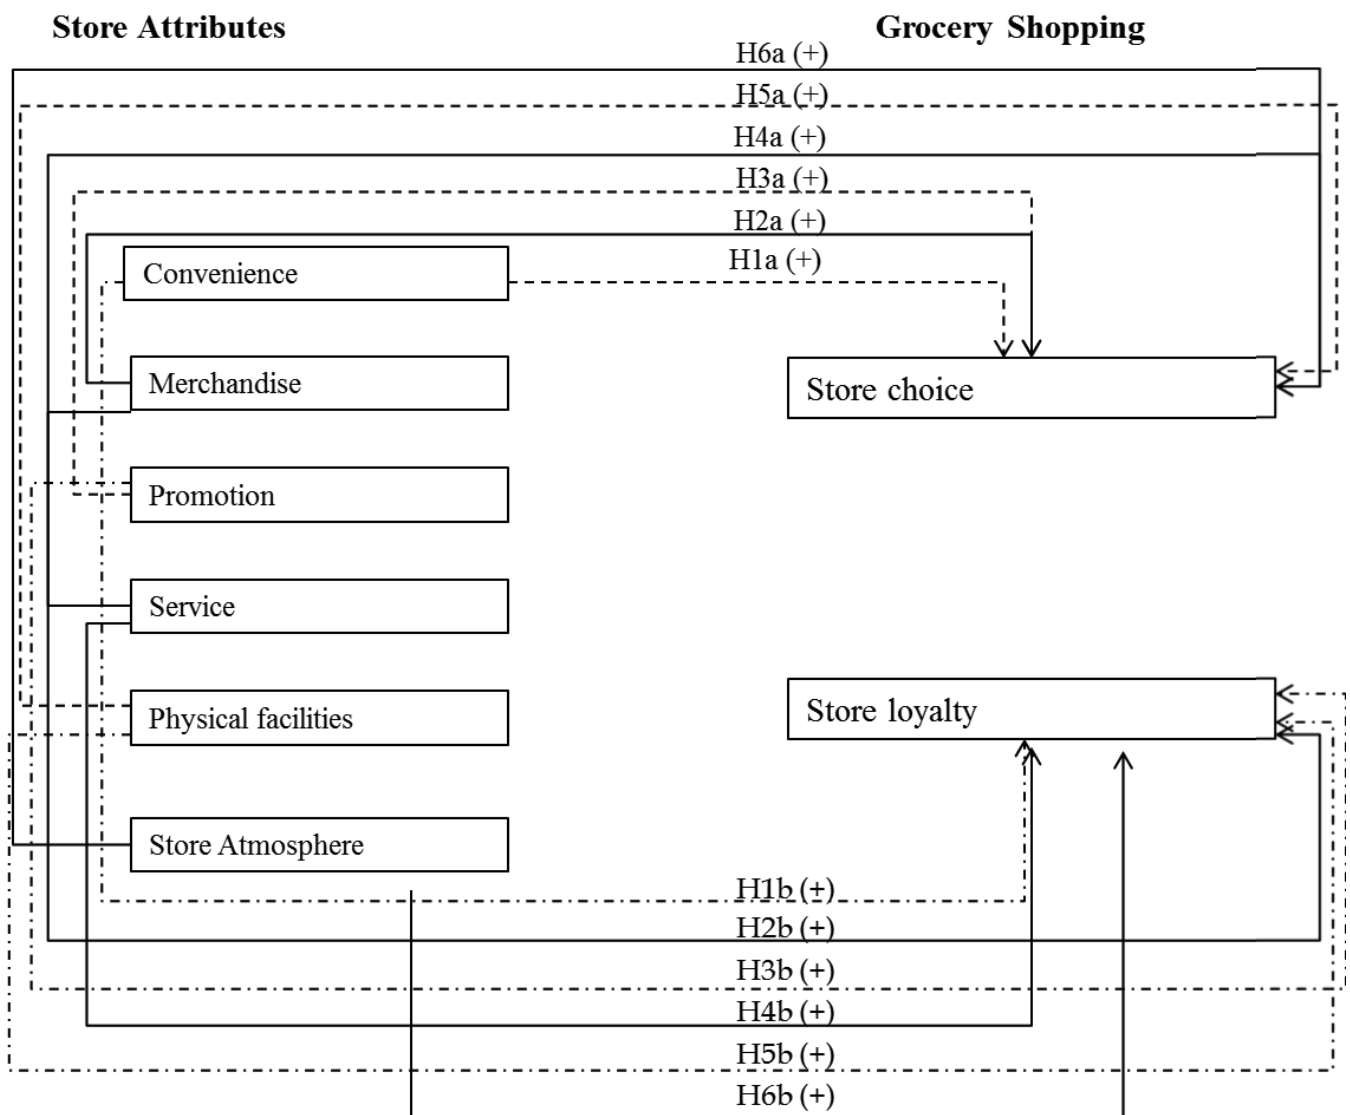 Store Attributes
Grocery Shopping
H6a (+)
H5a (+)
H4a (+)
H3a (+)
H2a (+)
H1a (+)
Convenience
Merchandise
Store choice
Promotion
Service
Physical facilities
Store loyalty
Store Atmosphere
H1b (+)
H2b (+)
H3b (+)
H4b (+)
H5b (+)
H6b (+)